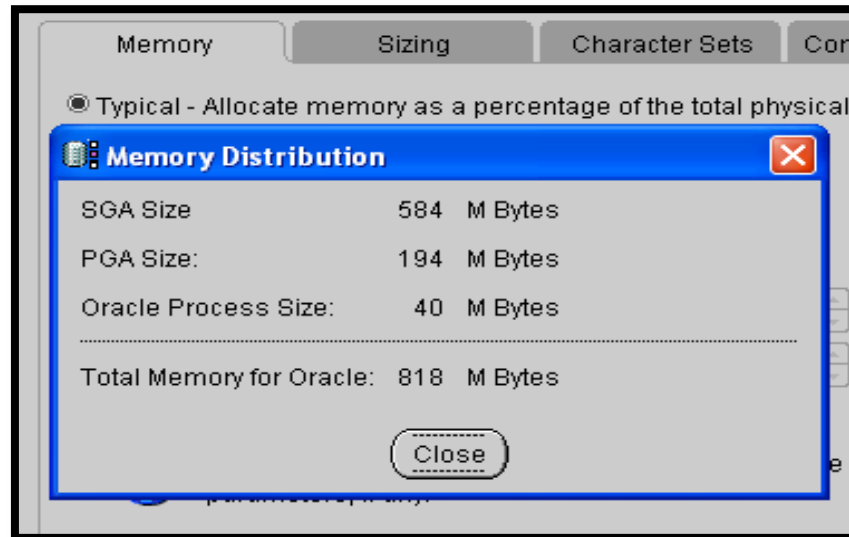 Memory Sizing Character Sets Cor
Typical - Allocate memory as a percentage of the total physical
Memory Distribution
SGA Size 584 M Bytes
PGA Size: 194 M Bytes
Oracle Process Size: 40 M Bytes
Total Memory for Oracle: 818 M Bytes
Close
e